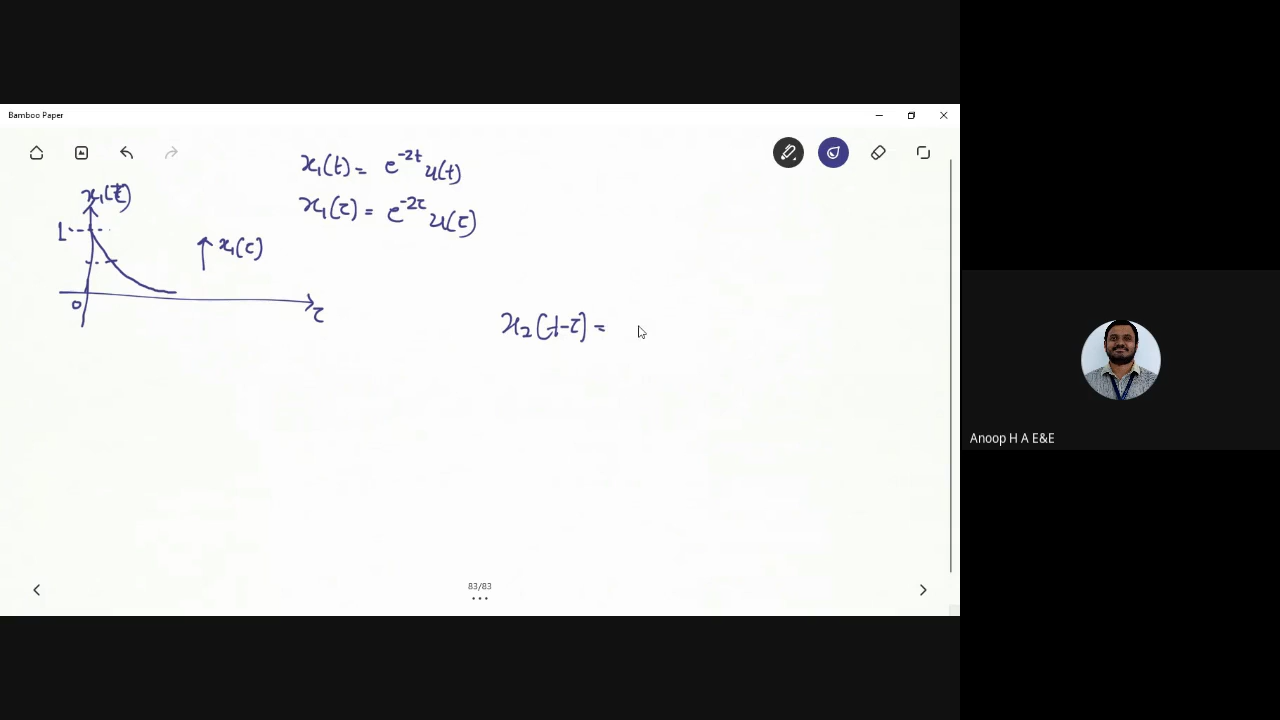 Bamboo Paper
x₁(t) = e^{-2t} u(t)
x₁(τ) = e^{-2τ} u(τ)
x₁(τ)
1
x₁(τ)
0
τ
x₂(t-τ) =
Anoop H A E&E
83/83